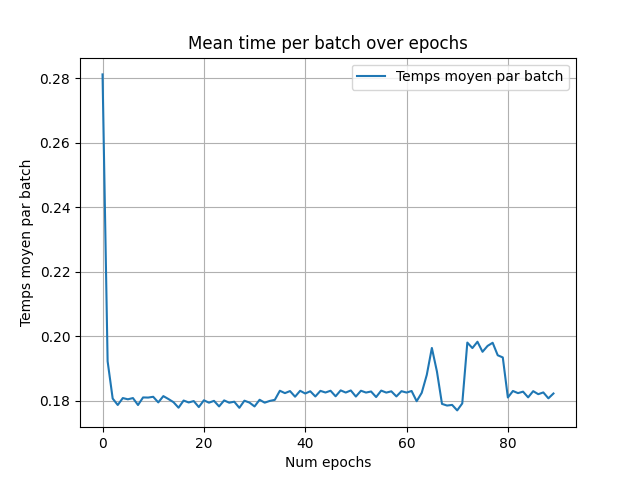 Mean time per batch over epochs
Temps moyen par batch
0.28
0.26
0.24
0.22
0.20
0.18
Temps moyen par batch
0 20 40 60 80
Num epochs